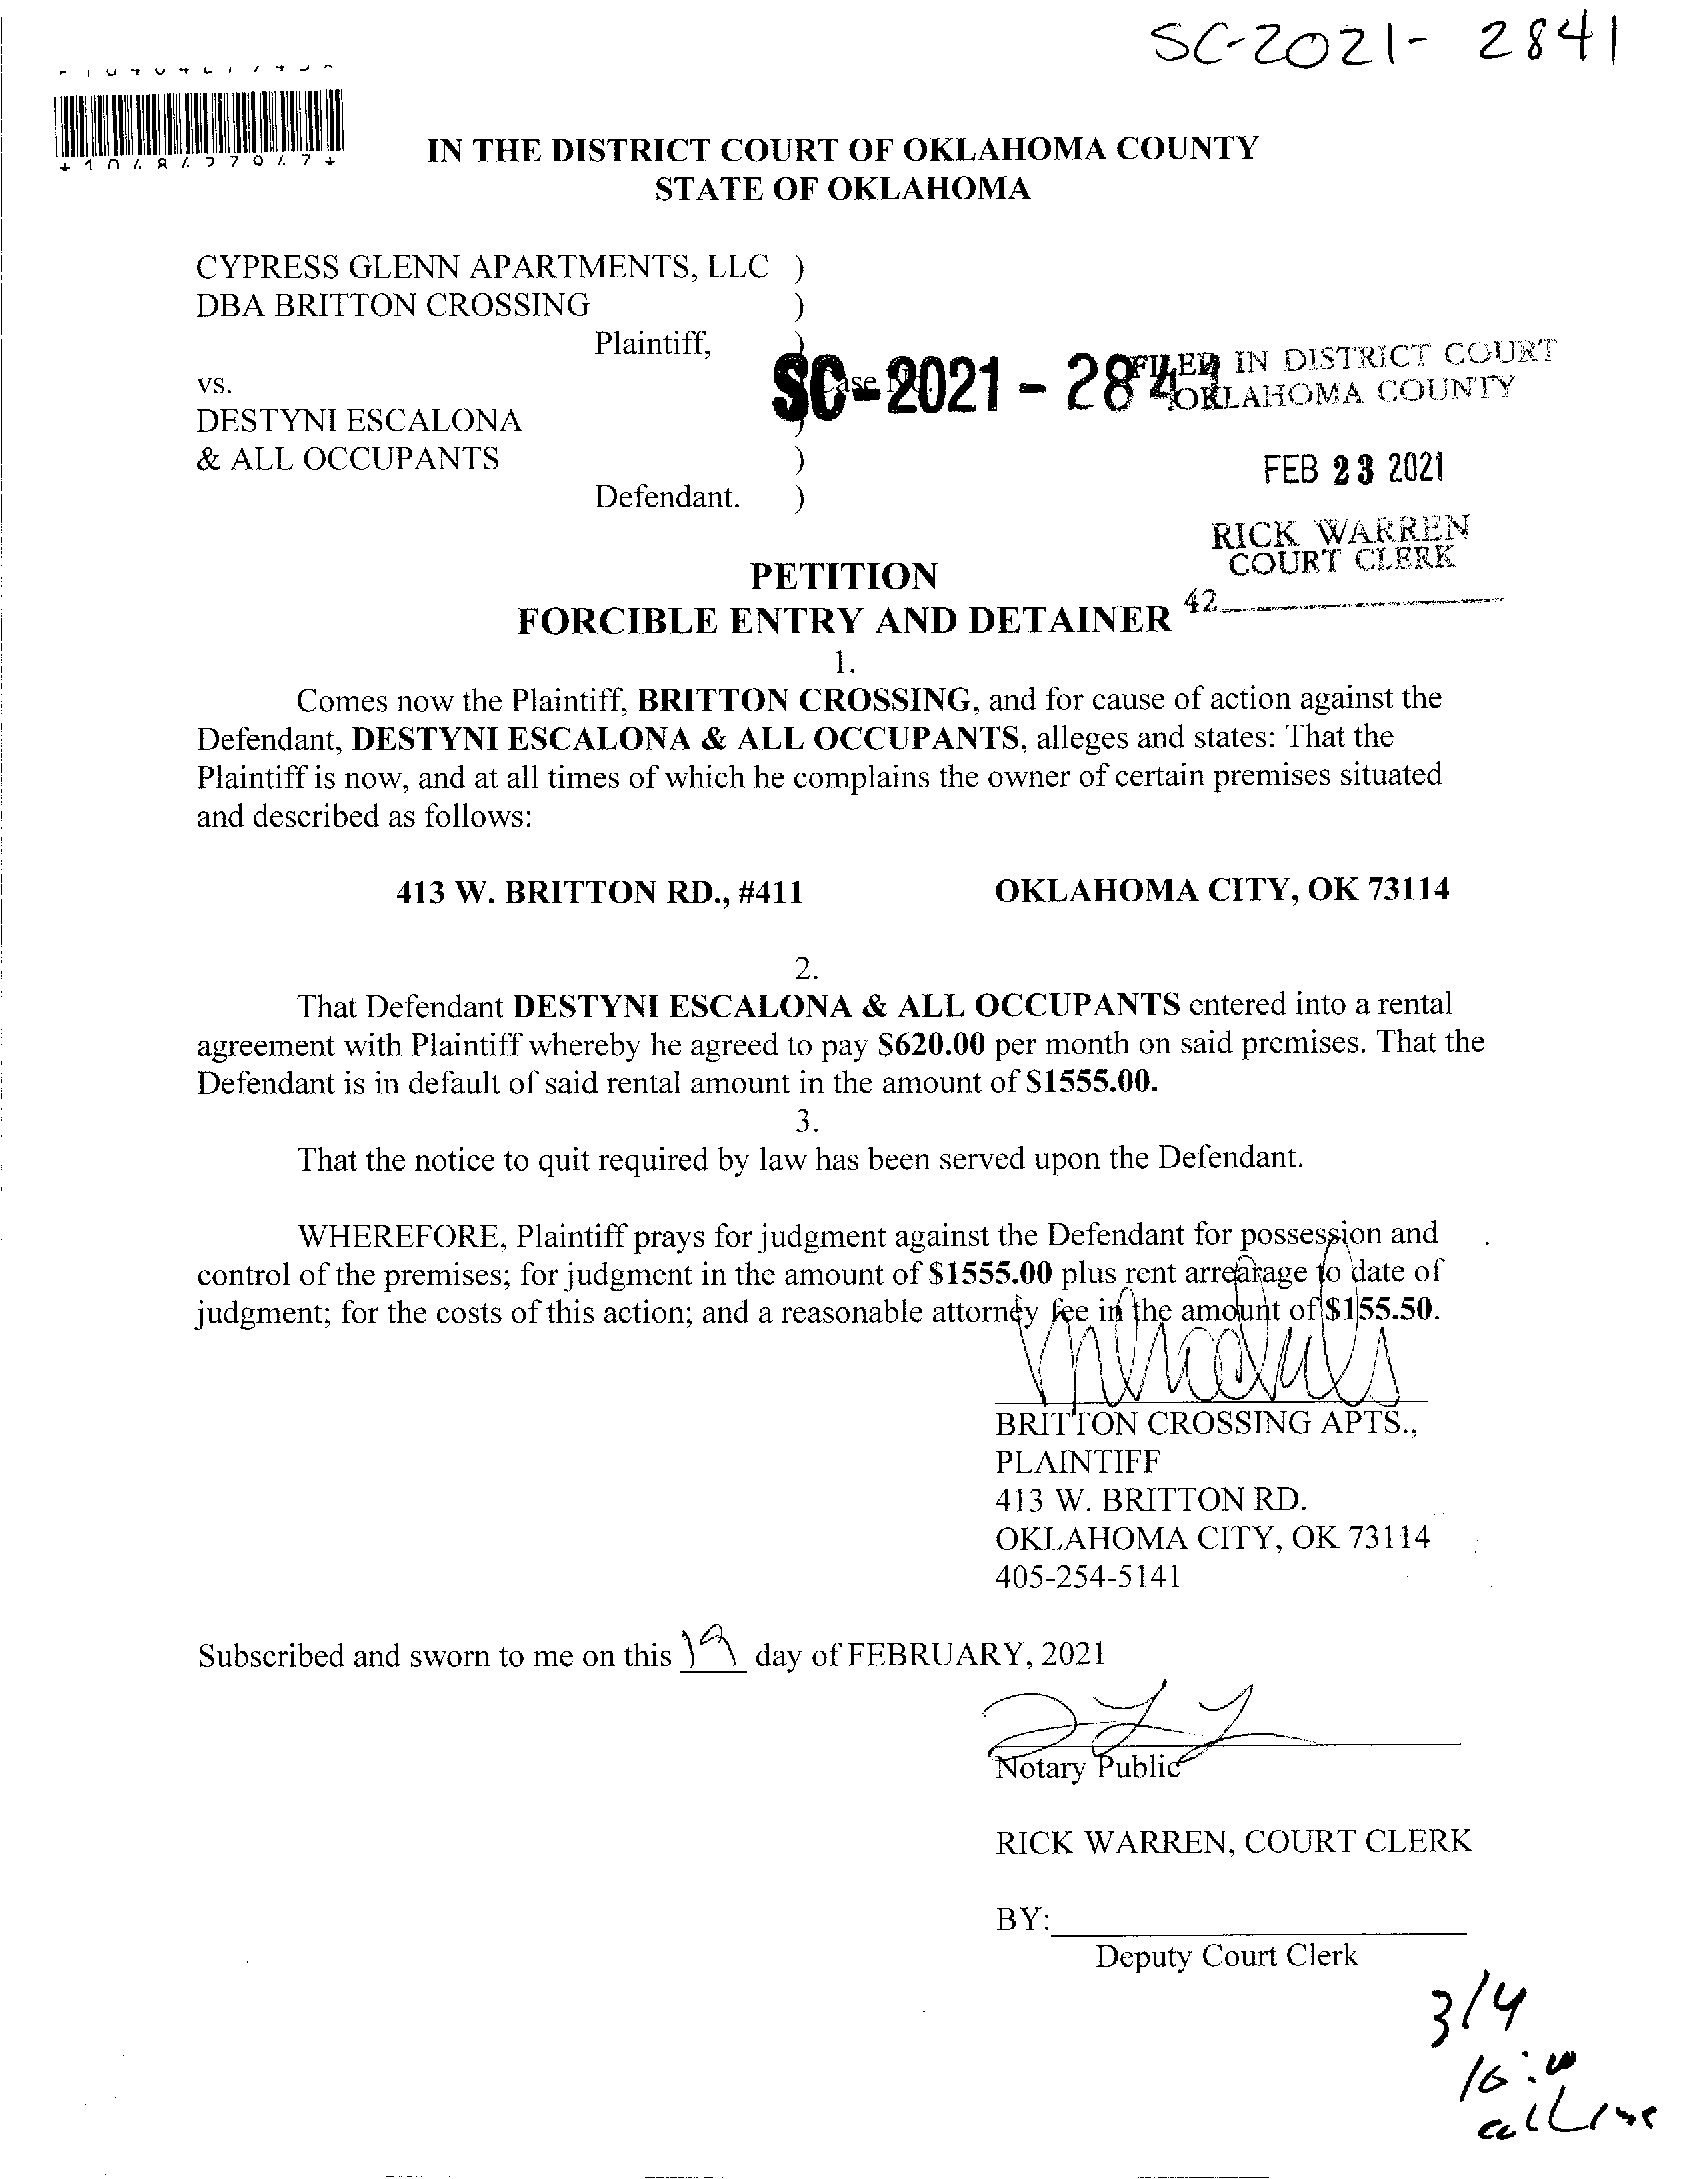 SC-2021- 2841
IN THE DISTRICT COURT OF OKLAHOMA COUNTY
STATE OF OKLAHOMA
CYPRESS GLENN APARTMENTS, LLC )
DBA BRITTON CROSSING )
Plaintiff, )
SC-2021-2841
Case No.
FILED IN DISTRICT COURT
OKLAHOMA COUNTY
vs.
DESTYNI ESCALONA )
& ALL OCCUPANTS )
Defendant. )
FEB 23 2021
RICK WARREN
COURT CLERK
42
PETITION
FORCIBLE ENTRY AND DETAINER
1.
Comes now the Plaintiff, BRITTON CROSSING, and for cause of action against the
Defendant, DESTYNI ESCALONA & ALL OCCUPANTS, alleges and states: That the
Plaintiff is now, and at all times of which he complains the owner of certain premises situated
and described as follows:
413 W. BRITTON RD., #411 OKLAHOMA CITY, OK 73114
2.
That Defendant DESTYNI ESCALONA & ALL OCCUPANTS entered into a rental
agreement with Plaintiff whereby he agreed to pay $620.00 per month on said premises. That the
Defendant is in default of said rental amount in the amount of $1555.00.
3.
That the notice to quit required by law has been served upon the Defendant.
WHEREFORE, Plaintiff prays for judgment against the Defendant for possession and
control of the premises; for judgment in the amount of $1555.00 plus rent arrearage to date of
judgment; for the costs of this action; and a reasonable attorney fee in the amount of $155.50.
BRITTON CROSSING APTS.,
PLAINTIFF
413 W. BRITTON RD.
OKLAHOMA CITY, OK 73114
405-254-5141
Subscribed and sworn to me on this 19 day of FEBRUARY, 2021
Notary Public
RICK WARREN, COURT CLERK
BY:
Deputy Court Clerk
3/4